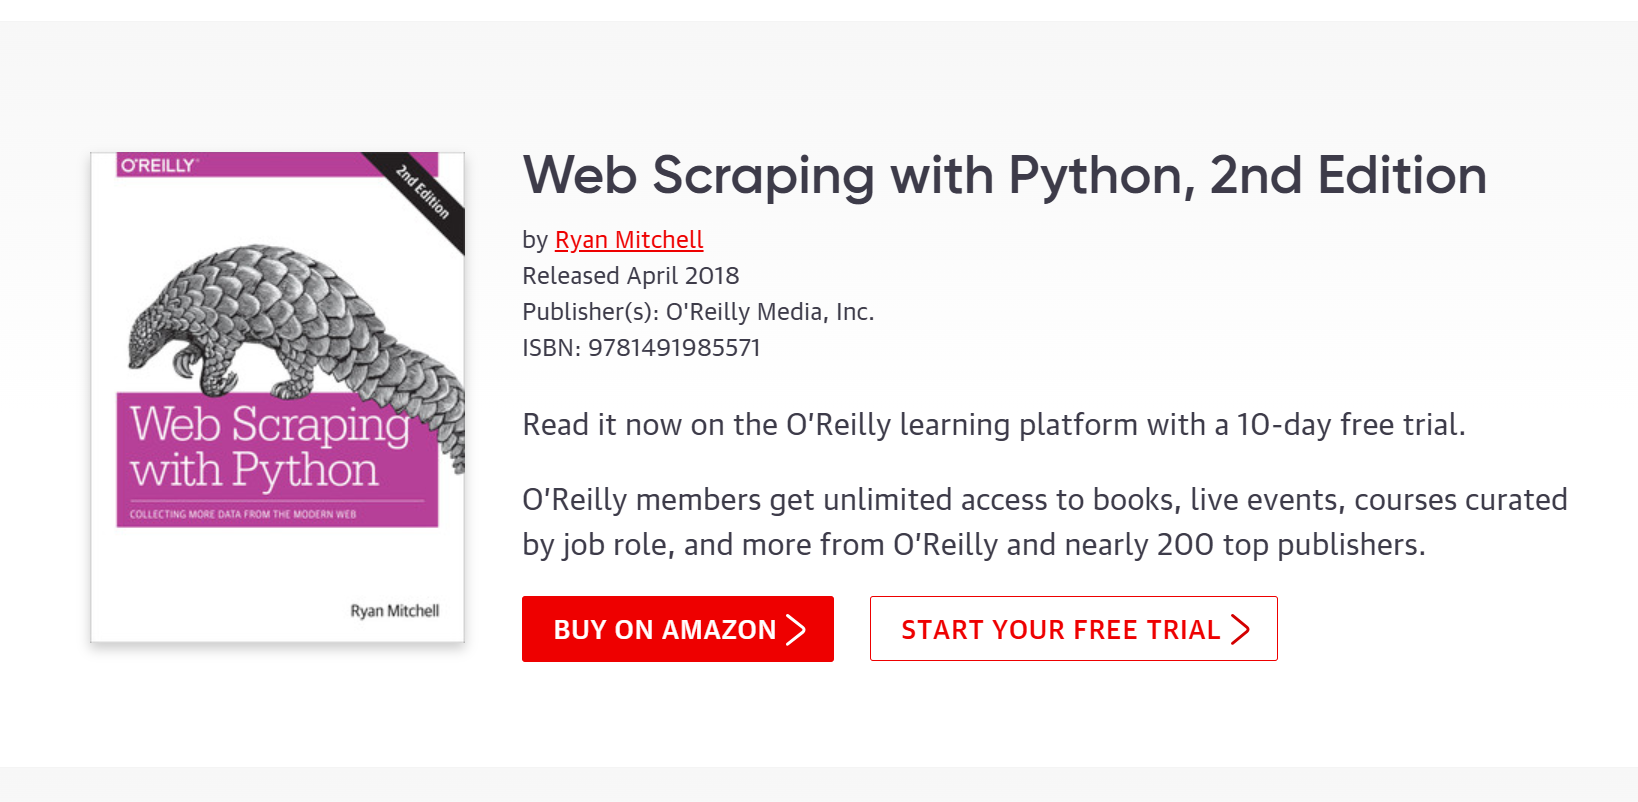 O'REILLY®
2nd Edition
Web Scraping
with Python
COLLECTING MORE DATA FROM THE MODERN WEB
Ryan Mitchell
Web Scraping with Python, 2nd Edition
by Ryan Mitchell
Released April 2018
Publisher(s): O'Reilly Media, Inc.
ISBN: 9781491985571
Read it now on the O’Reilly learning platform with a 10-day free trial.
O’Reilly members get unlimited access to books, live events, courses curated
by job role, and more from O’Reilly and nearly 200 top publishers.
BUY ON AMAZON
START YOUR FREE TRIAL